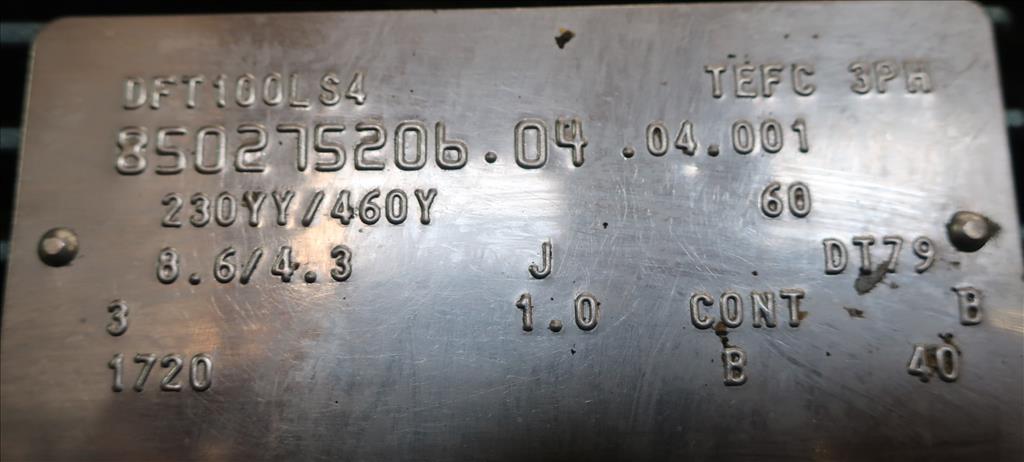 DFT100LS4 TEFC 3PH
850275206.04.04.001
230YY/460Y 60
8.6/4.3 J DT79
3 1.0 CONT B
1720 B 40